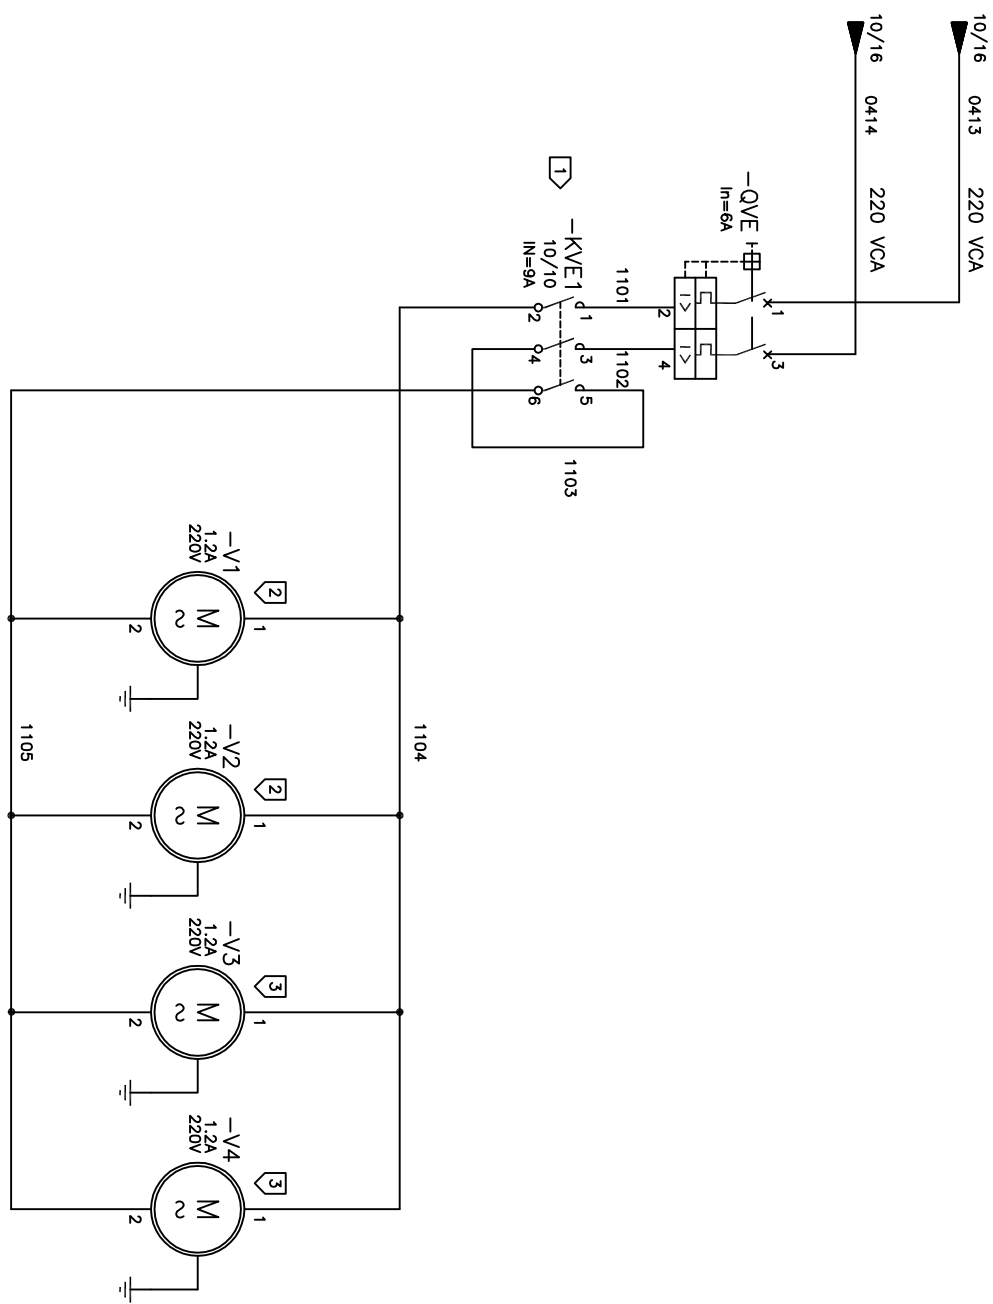 10/16 0413 220 VCA
10/16 0414 220 VCA
-QVE
In=6A
1
3
2
4
I>
I>
1101
1102
1
-KVE1
10/10
IN=9A
1
3
5
2
4
6
1103
1104
2
-V1
1.2A
220V
1
M
~
2
2
-V2
1.2A
220V
1
M
~
2
3
-V3
1.2A
220V
1
M
~
2
3
-V4
1.2A
220V
1
M
~
2
1105